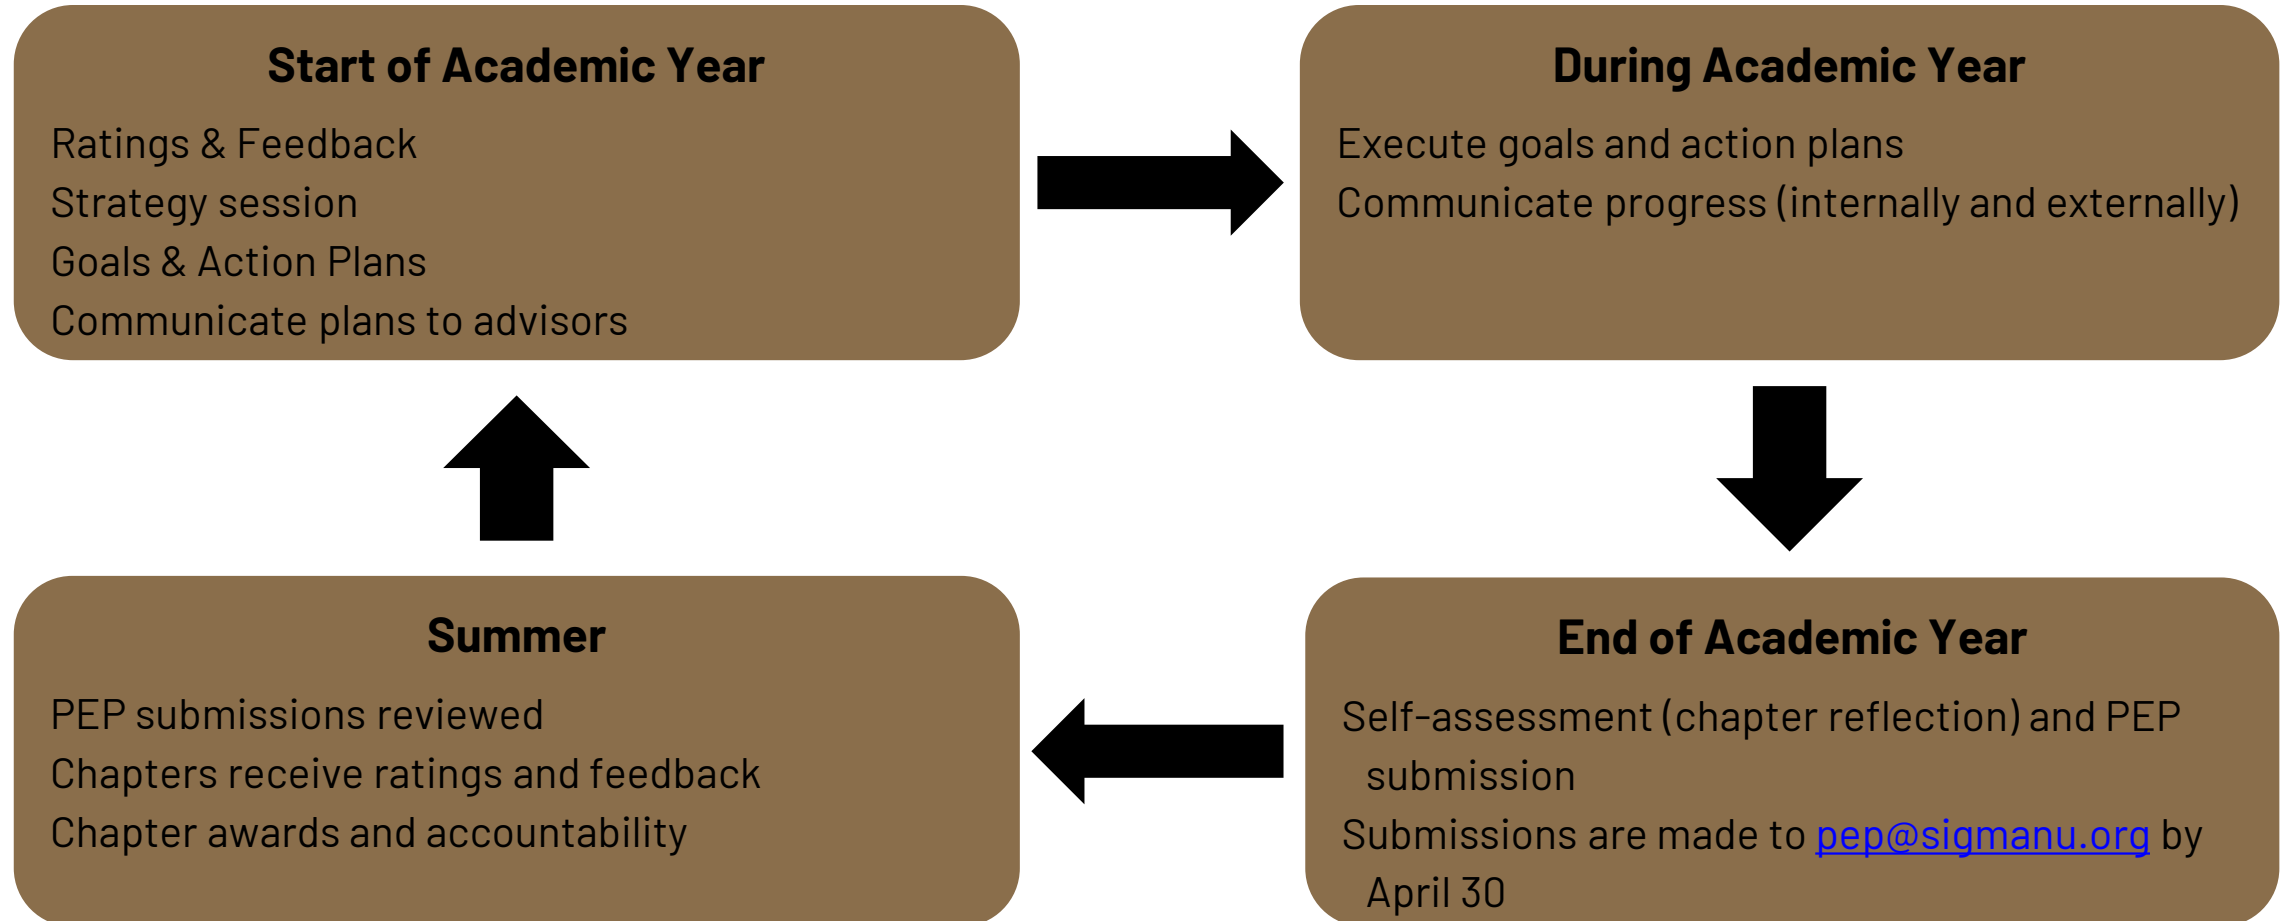 Start of Academic Year
Ratings & Feedback
Strategy session
Goals & Action Plans
Communicate plans to advisors
During Academic Year
Execute goals and action plans
Communicate progress (internally and externally)
Summer
PEP submissions reviewed
Chapters receive ratings and feedback
Chapter awards and accountability
End of Academic Year
Self-assessment (chapter reflection) and PEP
submission
Submissions are made to pep@sigmanu.org by
April 30